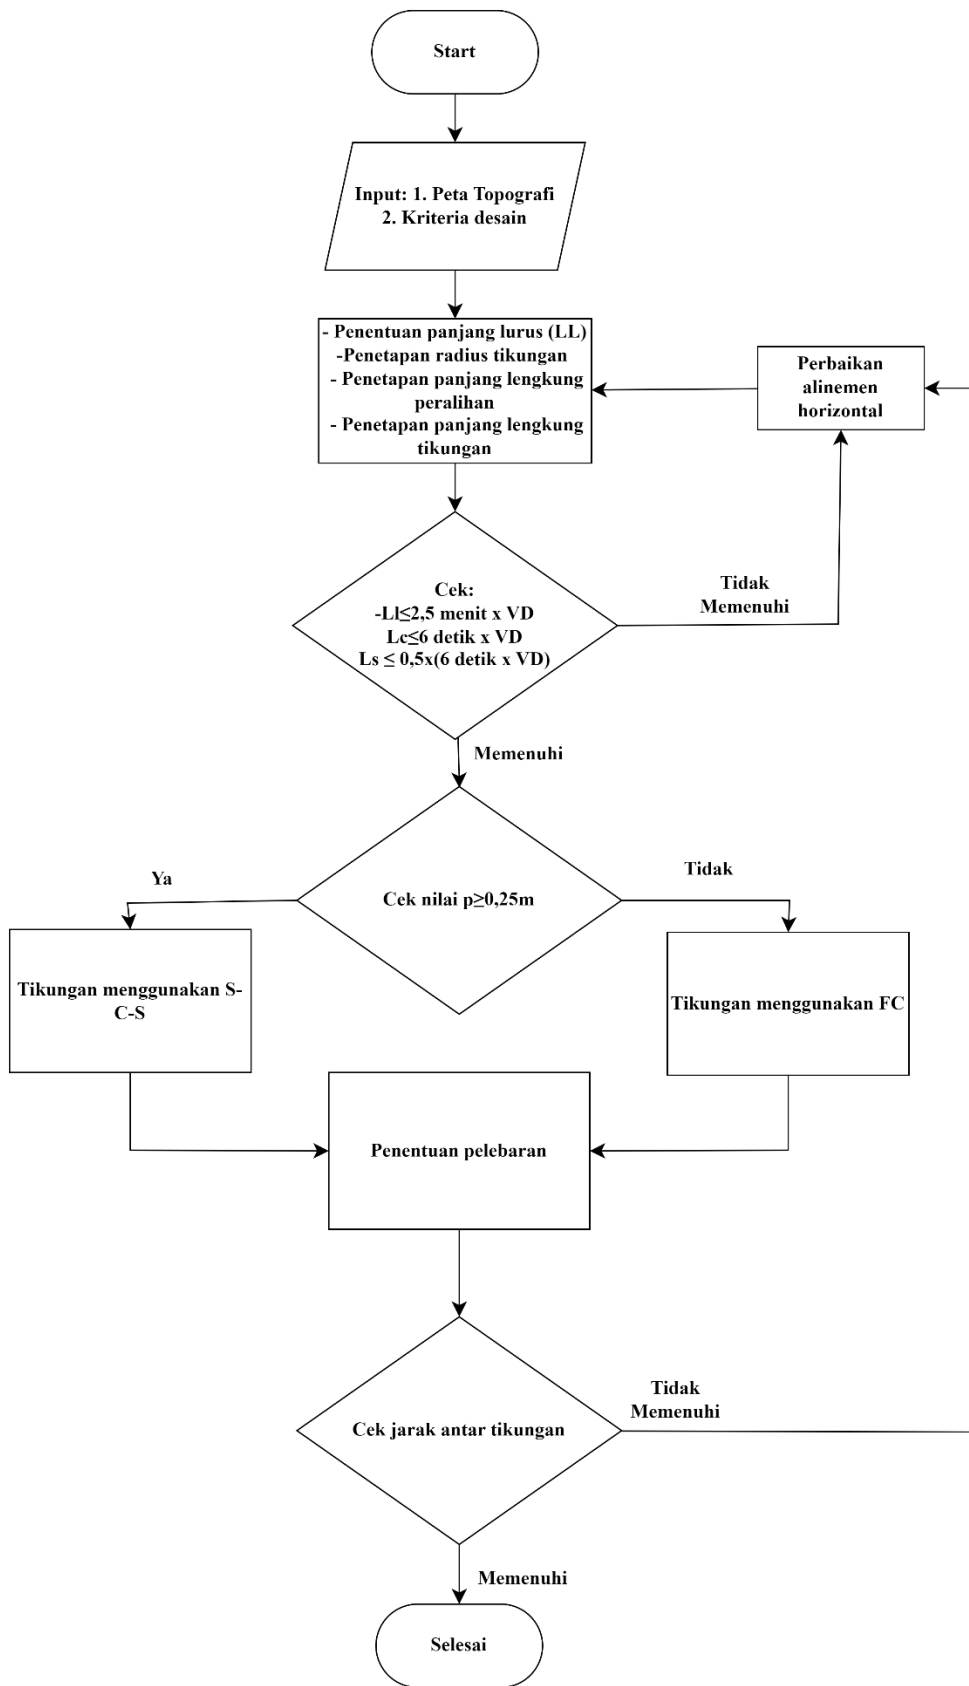 Start
Input: 1. Peta Topografi
2. Kriteria desain
- Penentuan panjang lurus (LL)
-Penetapan radius tikungan
- Penetapan panjang lengkung
peralihan
- Penetapan panjang lengkung
tikungan
Perbaikan
alinemen
horizontal
Cek:
-Ll≤2,5 menit x VD
Lc≤6 detik x VD
Ls ≤ 0,5x(6 detik x VD)
Tidak
Memenuhi
Memenuhi
Cek nilai p≥0,25m
Ya
Tidak
Tikungan menggunakan S-
C-S
Tikungan menggunakan FC
Penentuan pelebaran
Cek jarak antar tikungan
Tidak
Memenuhi
Memenuhi
Selesai